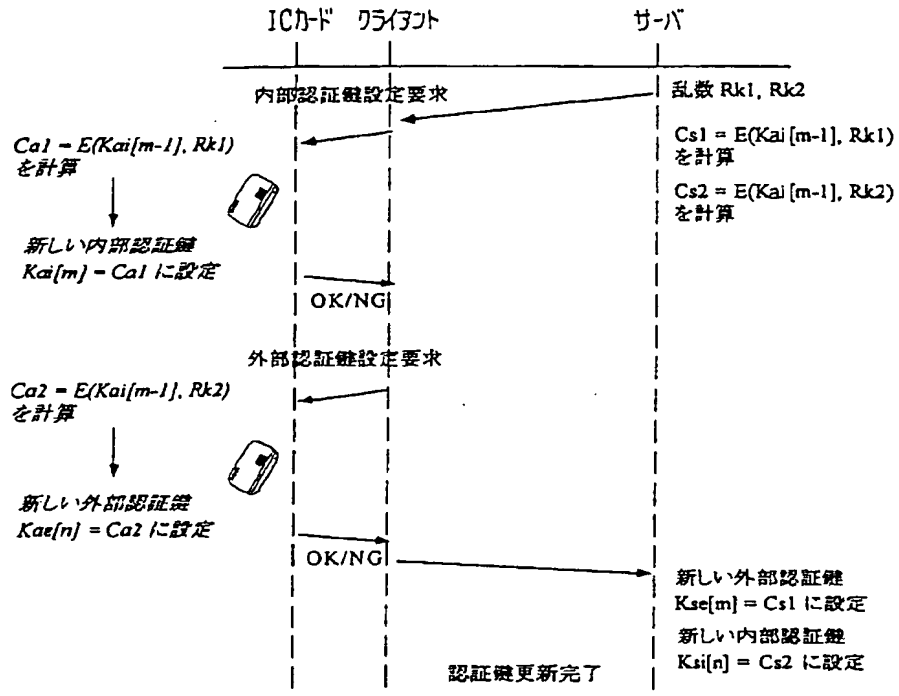 ICカード クライアント サーバ
内部認証鍵設定要求
乱数 Rk1, Rk2
Ca1 = E(Kai[m-1], Rk1)
を計算
Cs1 = E(Kai[m-1], Rk1)
を計算
Cs2 = E(Kai[m-1], Rk2)
を計算
新しい内部認証鍵
Kai[m] = Ca1 に設定
OK/NG
外部認証鍵設定要求
Ca2 = E(Kai[m-1], Rk2)
を計算
新しい外部認証鍵
Kae[n] = Ca2 に設定
OK/NG
新しい外部認証鍵
Kse[m] = Cs1 に設定
新しい内部認証鍵
Ksi[n] = Cs2 に設定
認証鍵更新完了